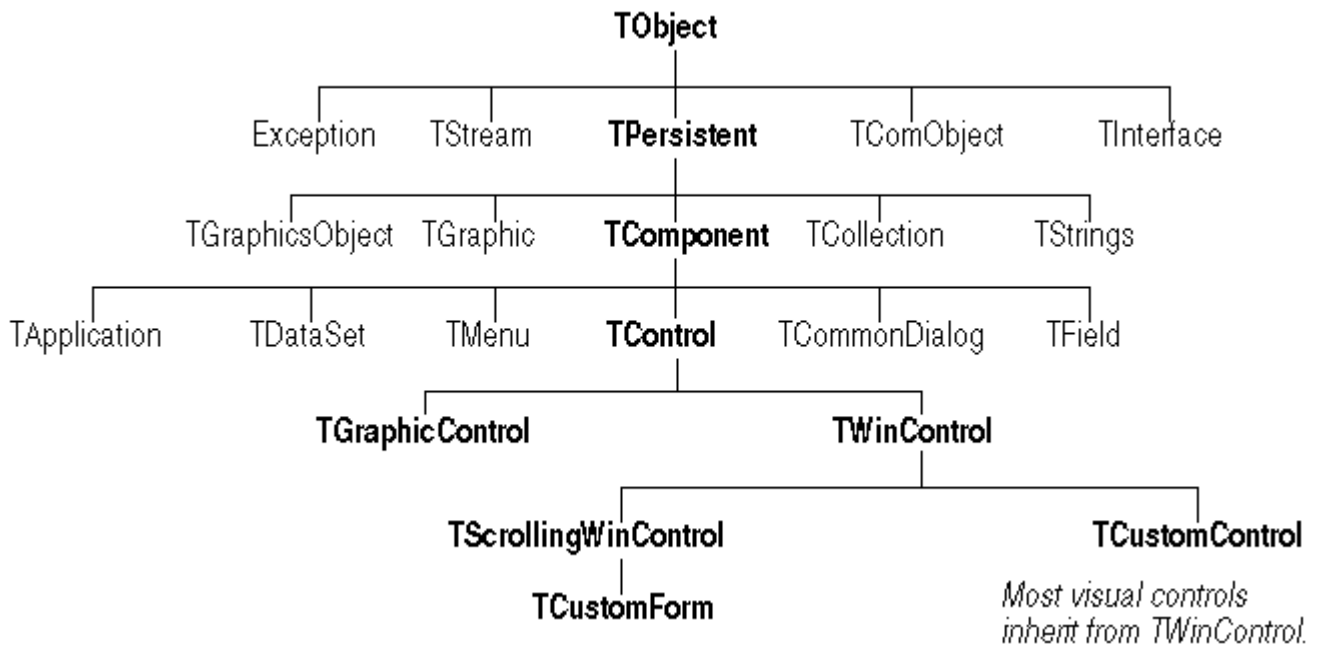 TObject
Exception TStream TPersistent TComObject TInterface
TGraphicsObject TGraphic TComponent TCollection TStrings
TApplication TDataSet TMenu TControl TCommonDialog TField
TGraphicControl TWinControl
TScrollingWinControl TCustomControl
TCustomForm
Most visual controls
inherit from TWinControl.